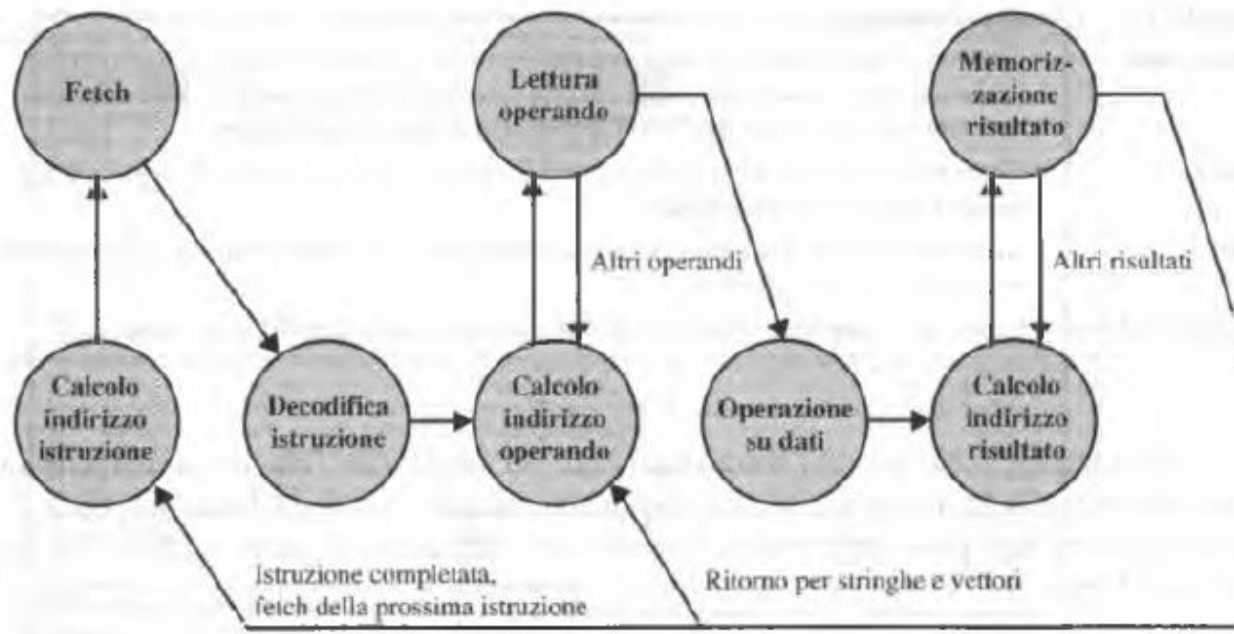 Fetch
Lettura
operando
Memoriz-
zazione
risultato
Altri operandi
Altri risultati
Calcolo
indirizzo
istruzione
Decodifica
istruzione
Calcolo
indirizzo
operando
Operazione
su dati
Calcolo
indirizzo
risultato
Istruzione completata,
fetch della prossima istruzione
Ritorno per stringhe e vettori